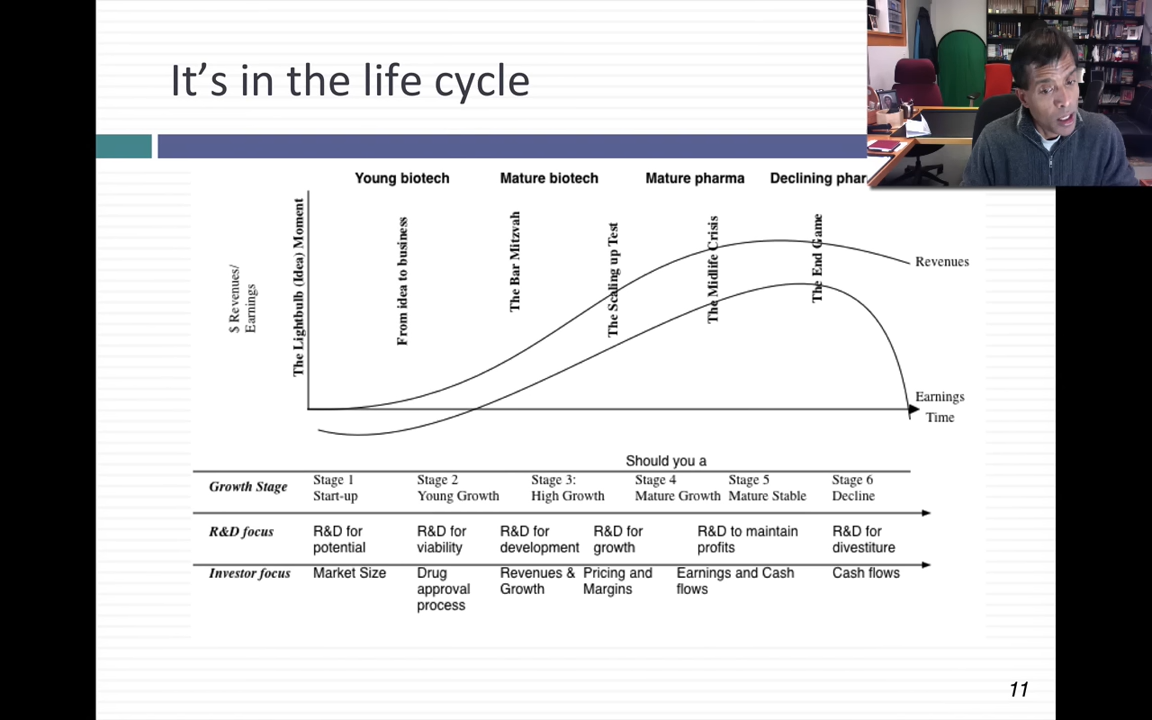 It's in the life cycle
Young biotech
Mature biotech
Mature pharma
Declining phar
The Lightbulb (Idea) Moment
From idea to business
The Bar Mitzvah
The Scaling up Test
The Midlife Crisis
The End Game
$ Revenues/
Earnings
Revenues
Earnings
Time
Should you a
Growth Stage
Stage 1
Start-up
Stage 2
Young Growth
Stage 3:
High Growth
Stage 4
Mature Growth
Stage 5
Mature Stable
Stage 6
Decline
R&D focus
R&D for
potential
R&D for
viability
R&D for
development
R&D for
growth
R&D to maintain
profits
R&D for
divestiture
Investor focus
Market Size
Drug
approval
process
Revenues &
Growth
Pricing and
Margins
Earnings and Cash
flows
Cash flows
11